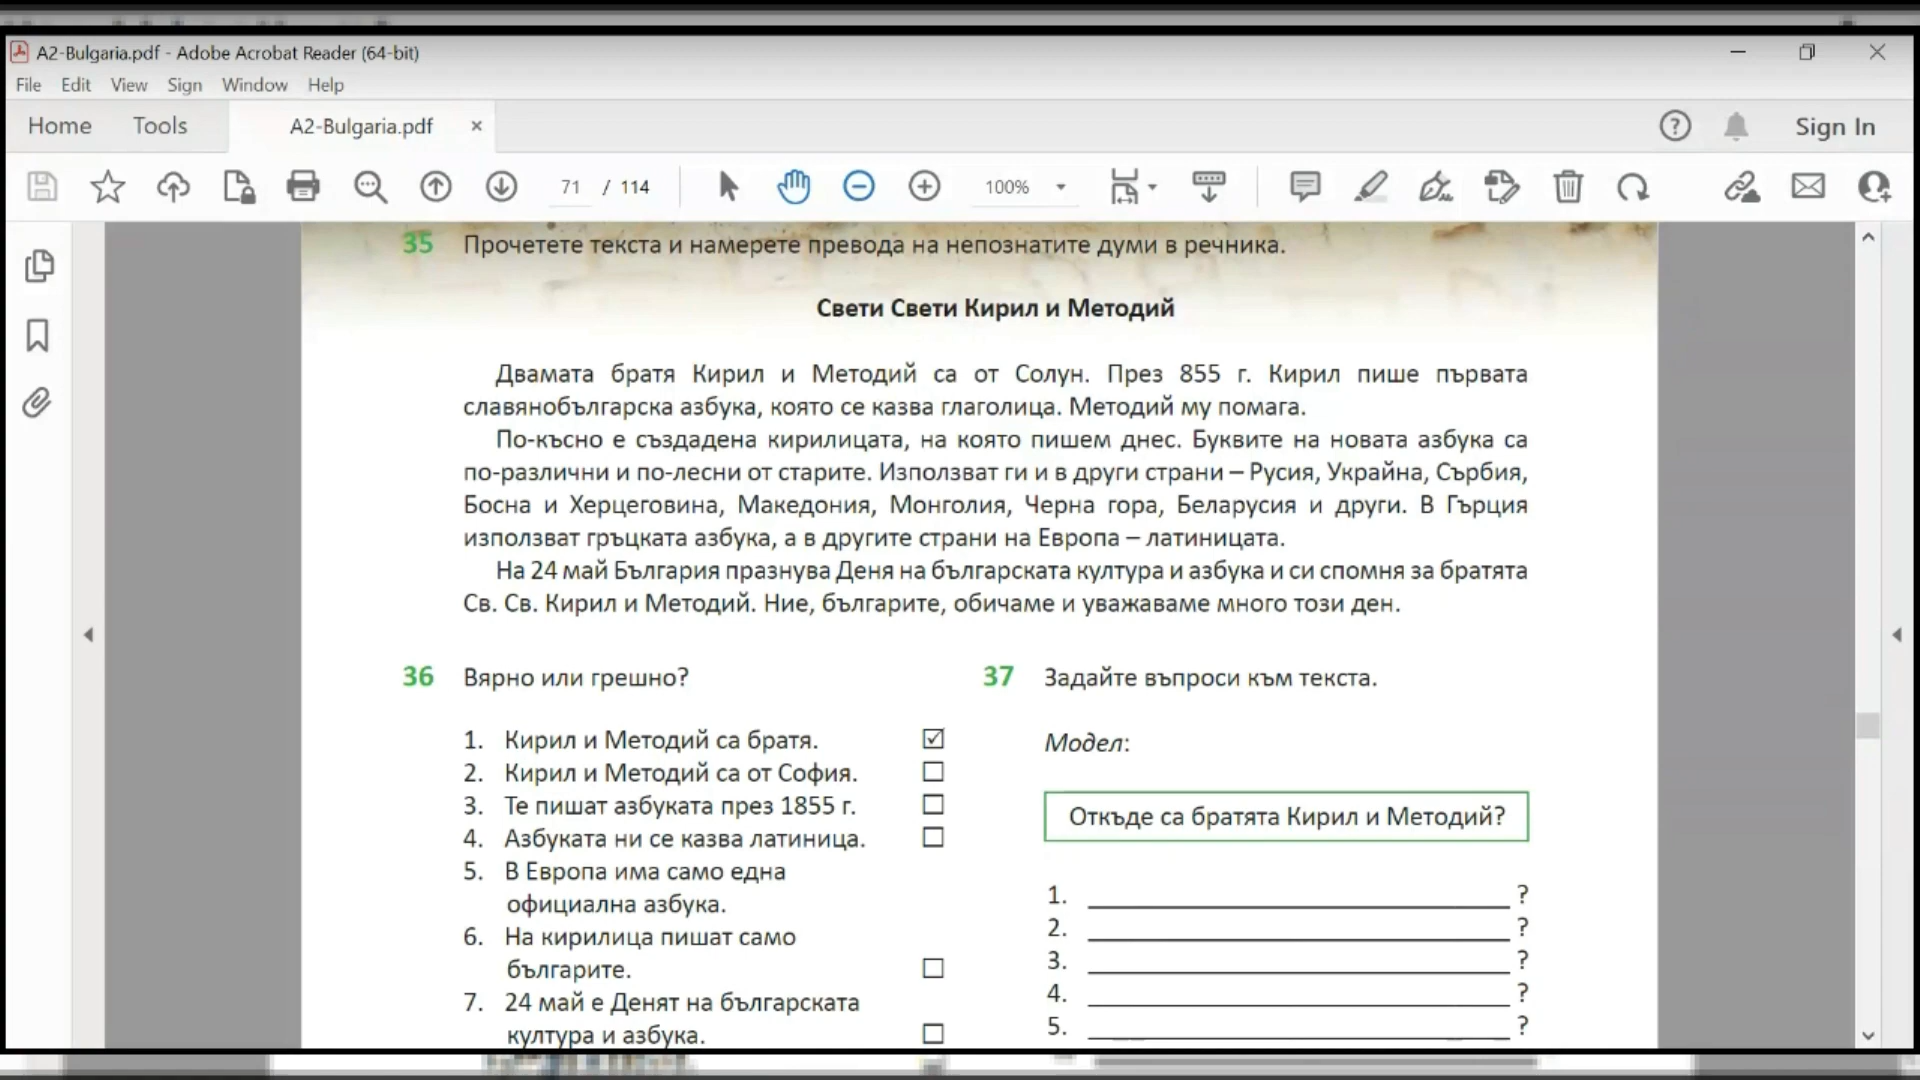 A2-Bulgaria.pdf - Adobe Acrobat Reader (64-bit)
File Edit View Sign Window Help
Home Tools A2-Bulgaria.pdf × Sign In
71 / 114 100%
35 Прочетете текста и намерете превода на непознатите думи в речника.
Свети Свети Кирил и Методий
Двамата братя Кирил и Методий са от Солун. През 855 г. Кирил пише първата
славянобългарска азбука, която се казва глаголица. Методий му помага.
По-късно е създадена кирилицата, на която пишем днес. Буквите на новата азбука са
по-различни и по-лесни от старите. Използват ги и в други страни – Русия, Украйна, Сърбия,
Босна и Херцеговина, Македония, Монголия, Черна гора, Беларусия и други. В Гърция
използват гръцката азбука, а в другите страни на Европа – латиницата.
На 24 май България празнува Деня на българската култура и азбука и си спомня за братята
Св. Св. Кирил и Методий. Ние, българите, обичаме и уважаваме много този ден.
36 Вярно или грешно?
1. Кирил и Методий са братя. ☑
2. Кирил и Методий са от София. ☐
3. Те пишат азбуката през 1855 г. ☐
4. Азбуката ни се казва латиница. ☐
5. В Европа има само една
официална азбука.
6. На кирилица пишат само
българите. ☐
7. 24 май е Денят на българската
култура и азбука. ☐
37 Задайте въпроси към текста.
Модел:
Откъде са братята Кирил и Методий?
1. ?
2. ?
3. ?
4. ?
5. ?